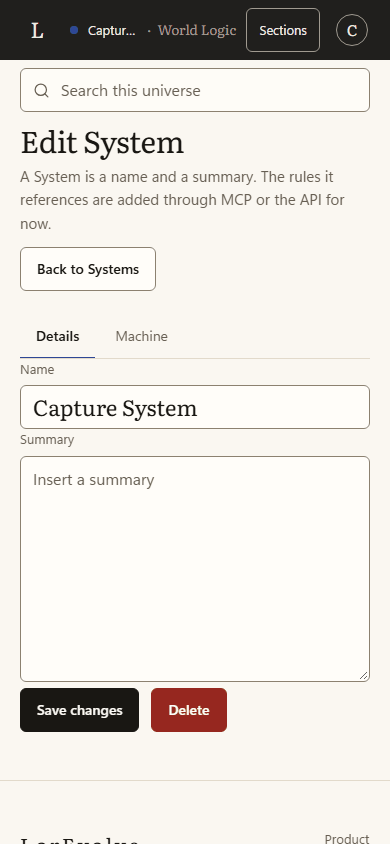 L
Captur... · World Logic
Sections
C
Search this universe
Edit System
A System is a name and a summary. The rules it
references are added through MCP or the API for
now.
Back to Systems
Details
Machine
Name
Capture System
Summary
Insert a summary
Save changes
Delete
Product